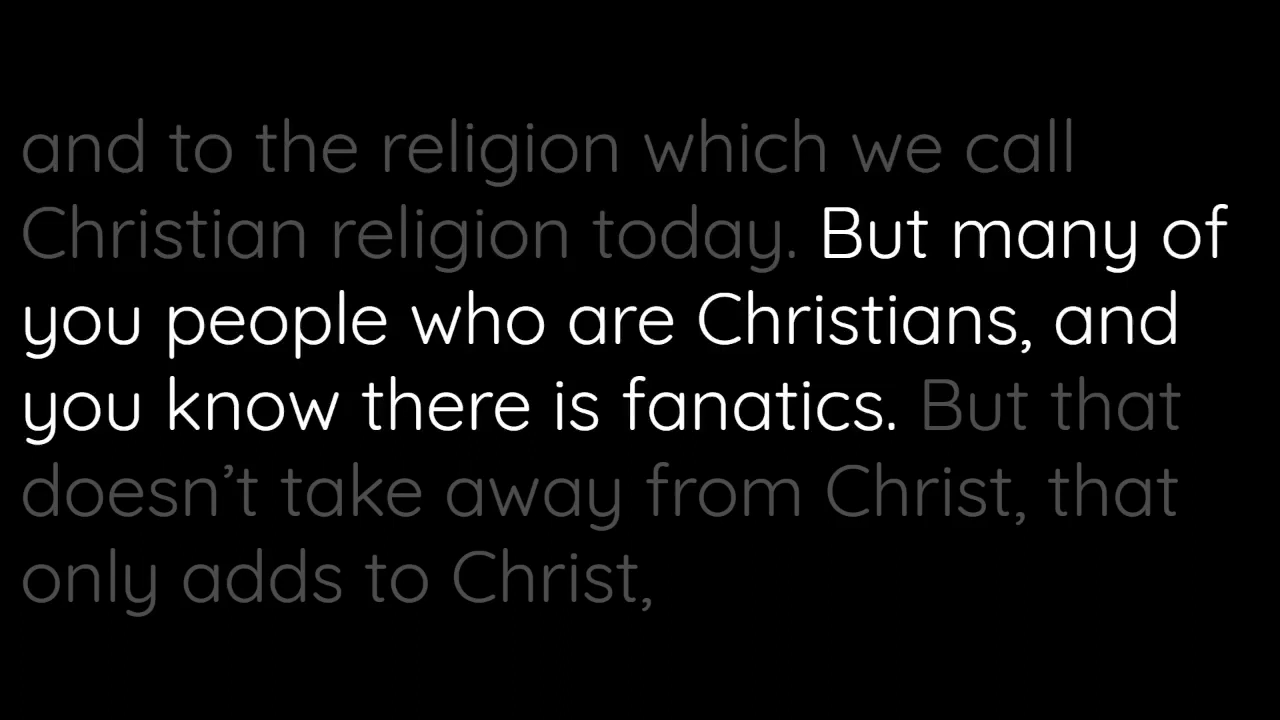 and to the religion which we call
Christian religion today. But many of
you people who are Christians, and
you know there is fanatics. But that
doesn’t take away from Christ, that
only adds to Christ,